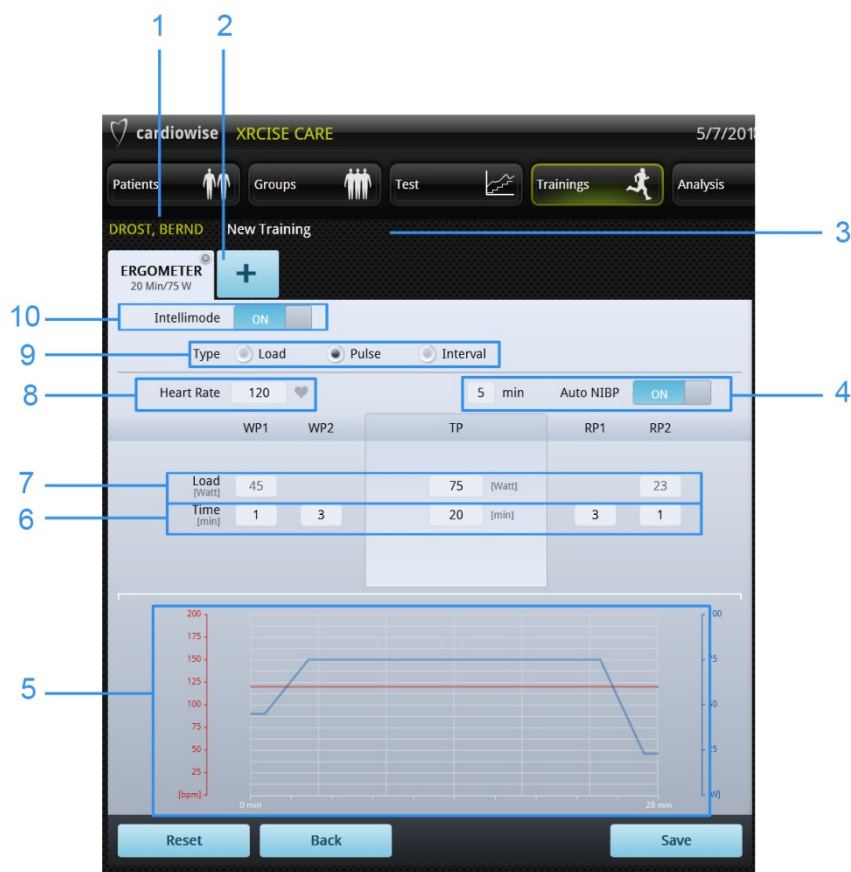 1 2
cardiowise XRCISE CARE 5/7/201
Patients Groups Test Trainings Analysis
DROST, BERND New Training 3
ERGOMETER +
20 Min/75 W
10 Intellimode ON
9 Type Load Pulse Interval
8 Heart Rate 120 5 min Auto NIBP ON 4
WP1 WP2 TP RP1 RP2
7 Load 45 75 [Watt] 23
[Watt]
6 Time 1 3 20 [min] 3 1
[min]
200 00
175
150 75
125
5 100 50
75
50 25
25
[bpm] W]
0 min 28 min
Reset Back Save